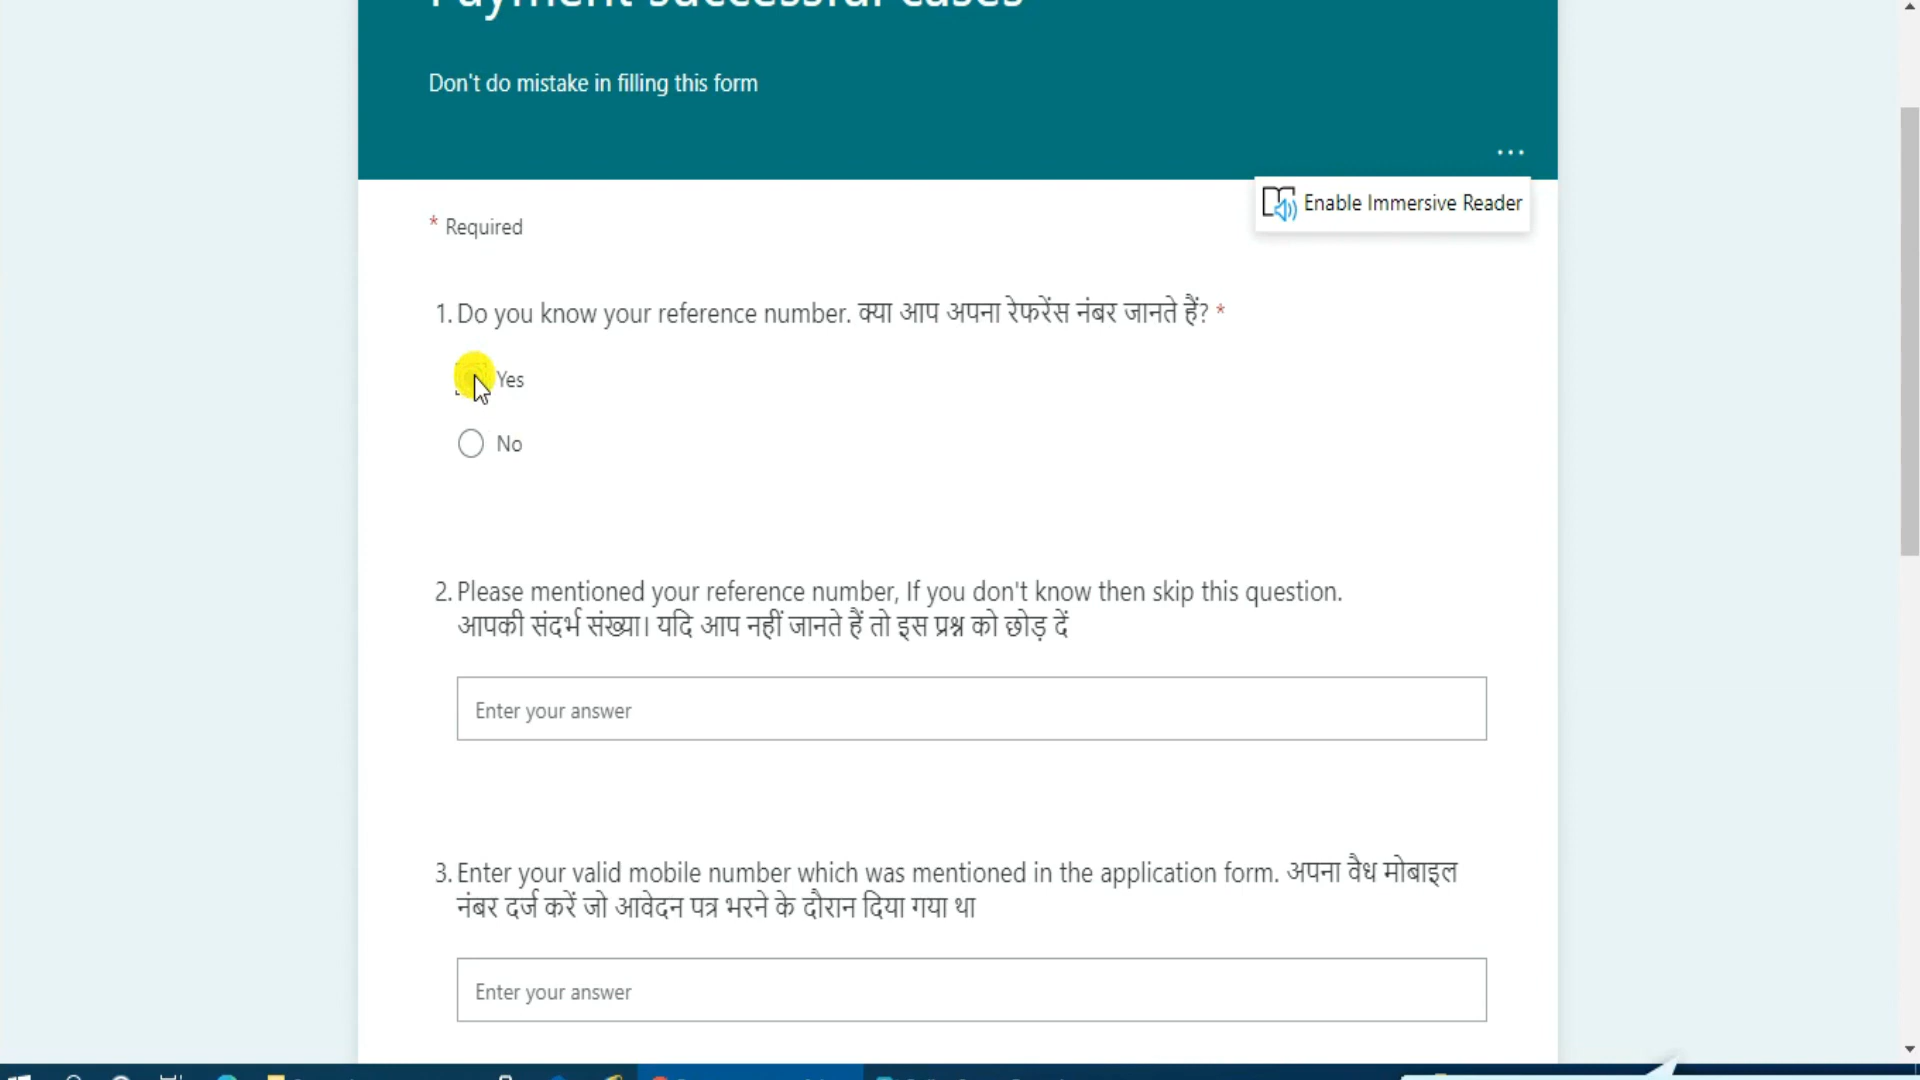 Payment successful cases
Don't do mistake in filling this form
...
Enable Immersive Reader
* Required
1. Do you know your reference number. क्या आप अपना रेफरेंस नंबर जानते हैं? *
Yes
No
2. Please mentioned your reference number, If you don't know then skip this question.
आपकी संदर्भ संख्या। यदि आप नहीं जानते हैं तो इस प्रश्न को छोड़ दें
Enter your answer
3. Enter your valid mobile number which was mentioned in the application form. अपना वैध मोबाइल
नंबर दर्ज करें जो आवेदन पत्र भरने के दौरान दिया गया था
Enter your answer